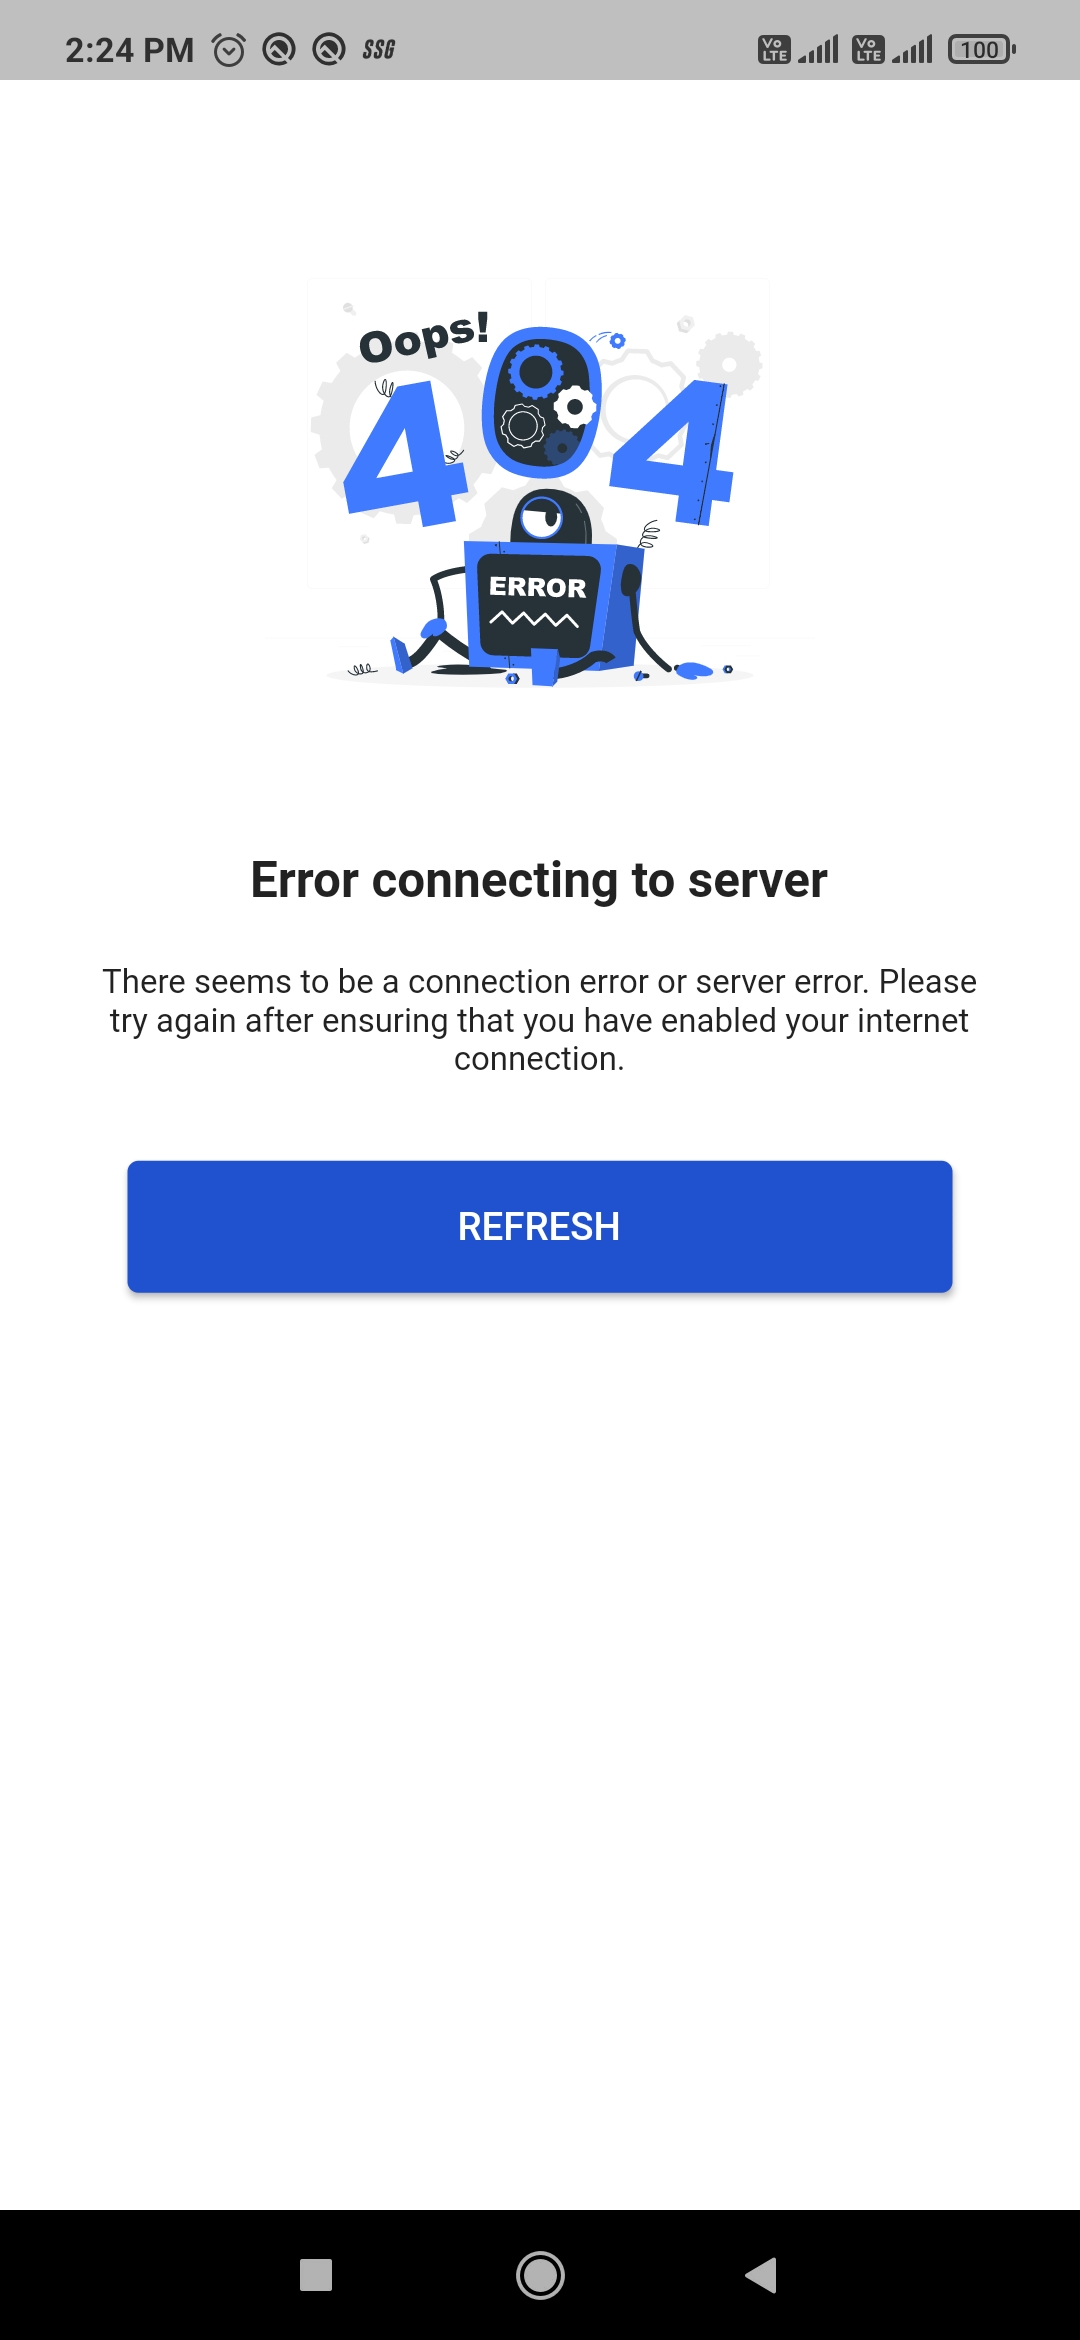 2:24 PM SSG Vo LTE Vo LTE 100
Oops!
404
ERROR
Error connecting to server
There seems to be a connection error or server error. Please
try again after ensuring that you have enabled your internet
connection.
REFRESH